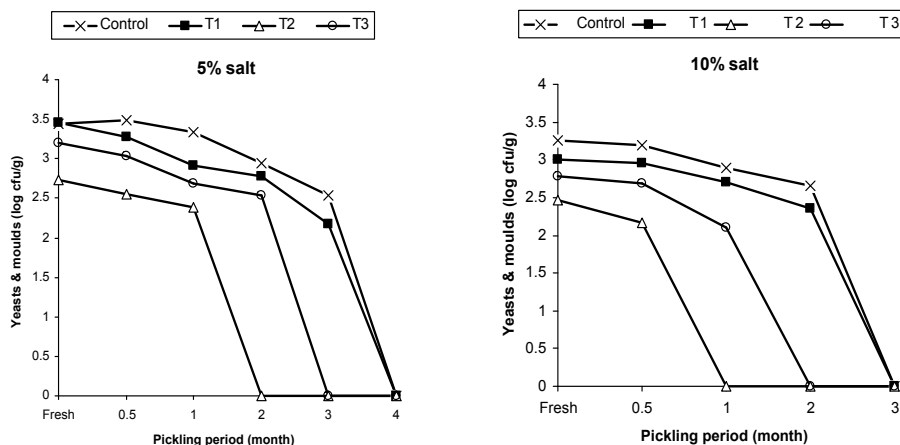 Control T1 T2 T3
5% salt
Yeasts & moulds (log cfu/g)
4
3.5
3
2.5
2
1.5
1
0.5
0
Fresh 0.5 1 2 3 4
Pickling period (month)
Control T1 T2 T3
10% salt
Yeasts & moulds (log cfu/g)
4
3.5
3
2.5
2
1.5
1
0.5
0
Fresh 0.5 1 2 3
Pickling period (month)